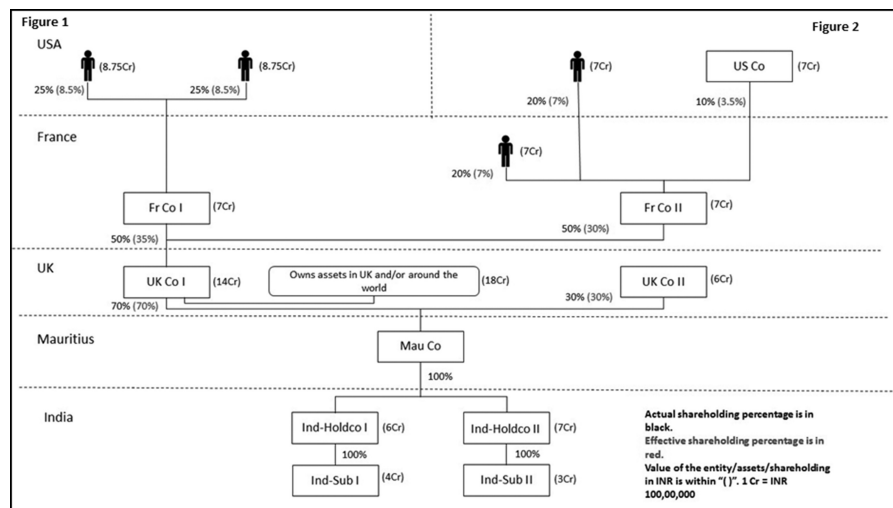 Figure 1
Figure 2
USA
(8.75Cr)
(8.75Cr)
25% (8.5%)
25% (8.5%)
(7Cr)
US Co
(7Cr)
20% (7%)
10% (3.5%)
France
(7Cr)
20% (7%)
Fr Co I
(7Cr)
Fr Co II
(7Cr)
50% (35%)
50% (30%)
UK
UK Co I
(14Cr)
Owns assets in UK and/or around the
world
(18Cr)
UK Co II
(6Cr)
70% (70%)
30% (30%)
Mauritius
Mau Co
100%
India
Ind-Holdco I
(6Cr)
Ind-Holdco II
(7Cr)
100%
100%
Ind-Sub I
(4Cr)
Ind-Sub II
(3Cr)
Actual shareholding percentage is in
black.
Effective shareholding percentage is in
red.
Value of the entity/assets/shareholding
in INR is within “( )”. 1 Cr = INR
100,00,000